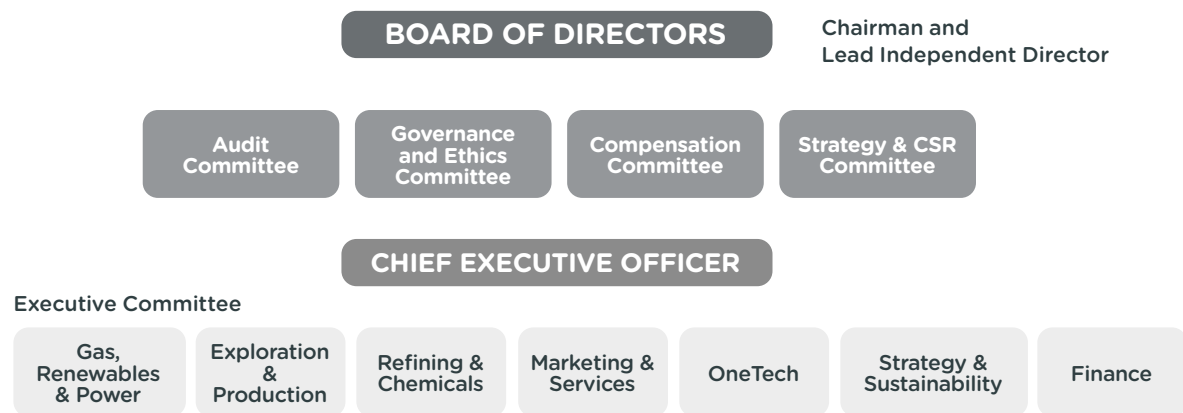 BOARD OF DIRECTORS
Chairman and
Lead Independent Director
Audit
Committee
Governance
and Ethics
Committee
Compensation
Committee
Strategy & CSR
Committee
CHIEF EXECUTIVE OFFICER
Executive Committee
Gas,
Renewables
& Power
Exploration
&
Production
Refining &
Chemicals
Marketing &
Services
OneTech
Strategy &
Sustainability
Finance